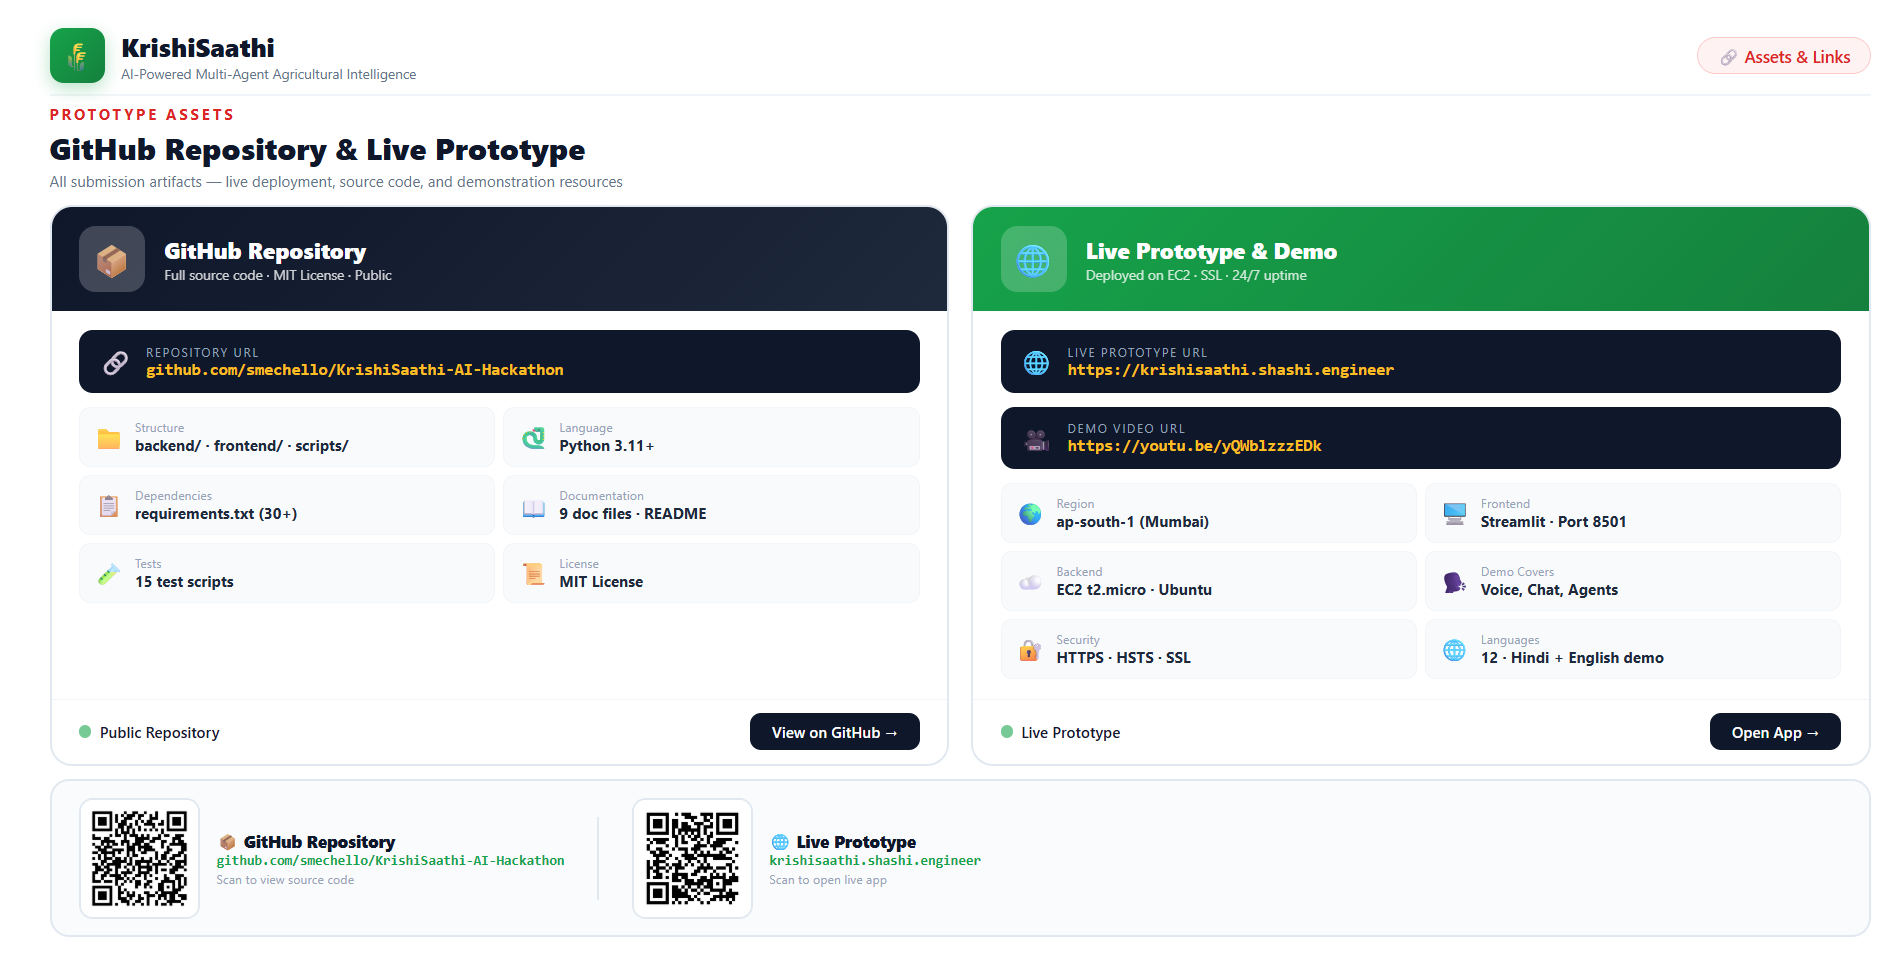 KrishiSaathi
AI-Powered Multi-Agent Agricultural Intelligence
Assets & Links
PROTOTYPE ASSETS
GitHub Repository & Live Prototype
All submission artifacts — live deployment, source code, and demonstration resources
GitHub Repository
Full source code · MIT License · Public
REPOSITORY URL
github.com/smechello/KrishiSaathi-AI-Hackathon
Structure
backend/ · frontend/ · scripts/
Language
Python 3.11+
Dependencies
requirements.txt (30+)
Documentation
9 doc files · README
Tests
15 test scripts
License
MIT License
Public Repository
View on GitHub →
Live Prototype & Demo
Deployed on EC2 · SSL · 24/7 uptime
LIVE PROTOTYPE URL
https://krishisaathi.shashi.engineer
DEMO VIDEO URL
https://youtu.be/yQWblzzzEDk
Region
ap-south-1 (Mumbai)
Frontend
Streamlit · Port 8501
Backend
EC2 t2.micro · Ubuntu
Demo Covers
Voice, Chat, Agents
Security
HTTPS · HSTS · SSL
Languages
12 · Hindi + English demo
Live Prototype
Open App →
GitHub Repository
github.com/smechello/KrishiSaathi-AI-Hackathon
Scan to view source code
Live Prototype
krishisaathi.shashi.engineer
Scan to open live app